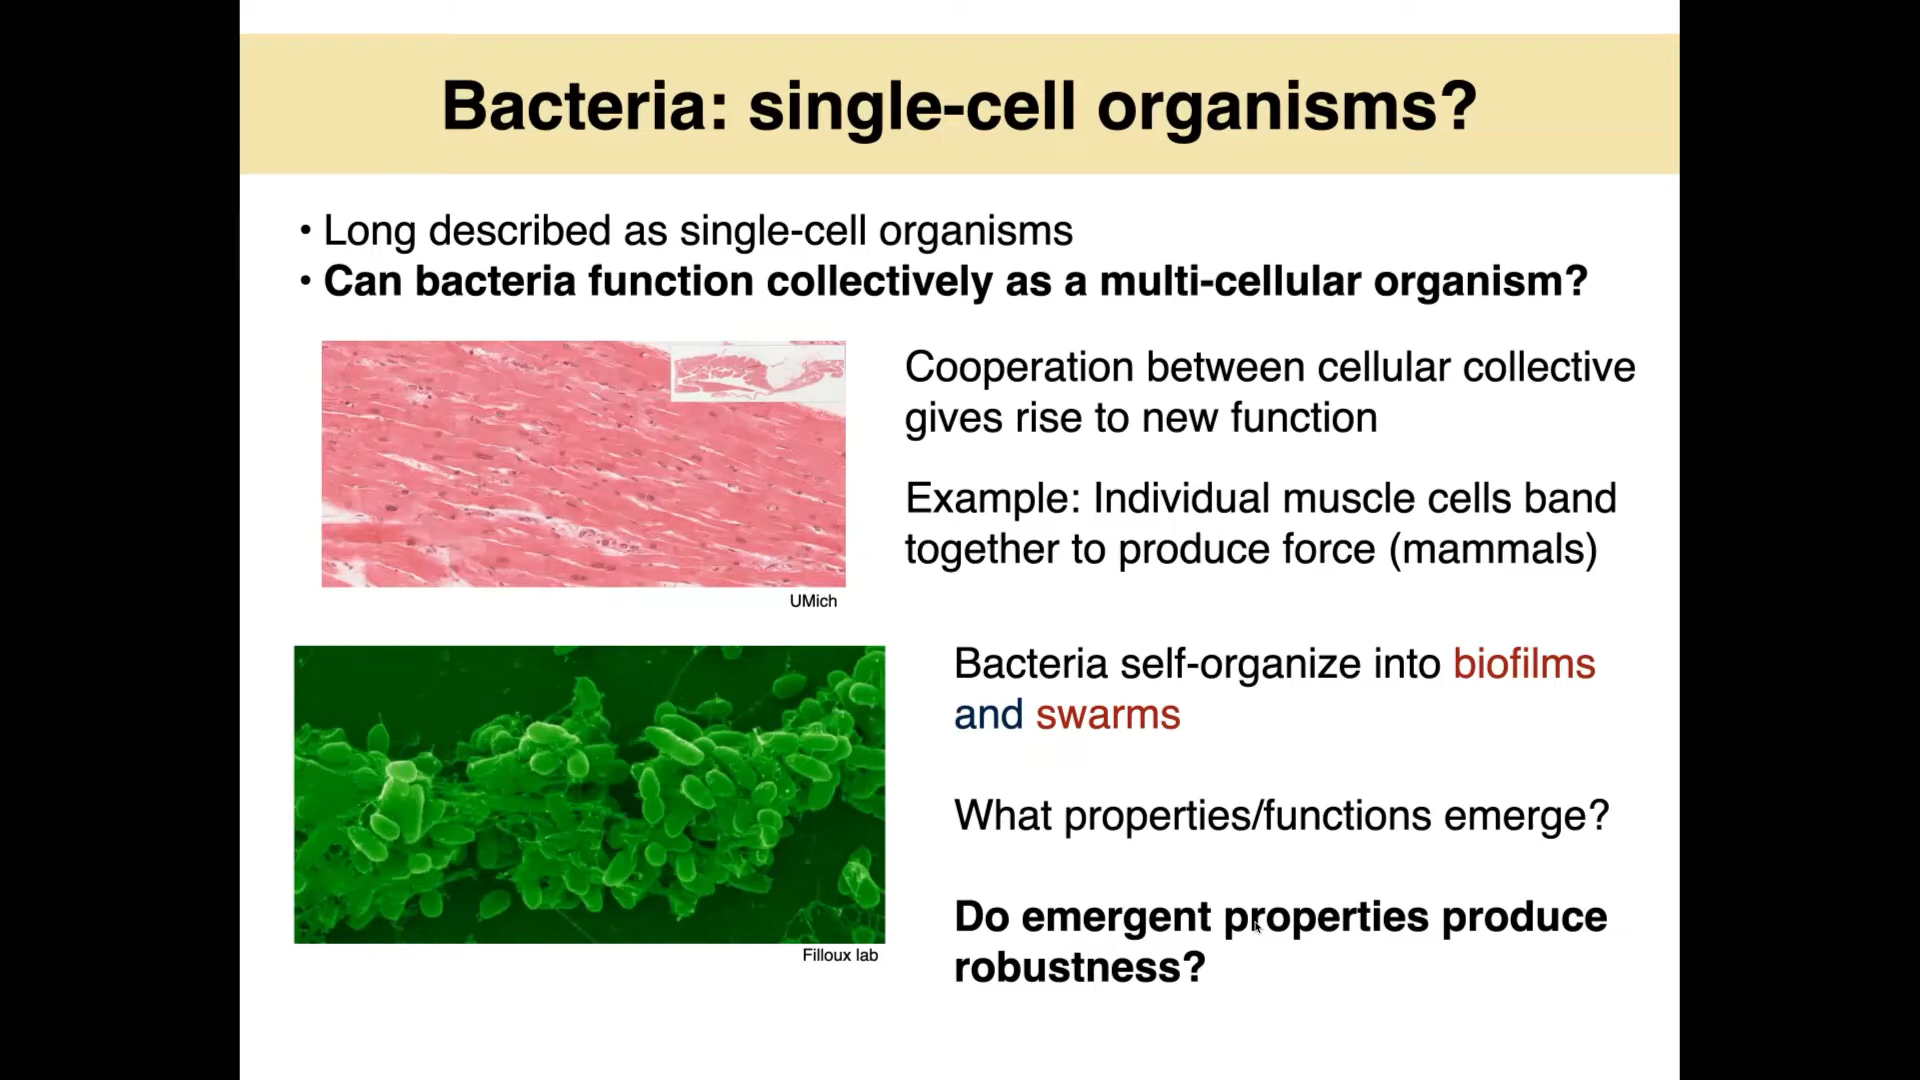 Bacteria: single-cell organisms?
• Long described as single-cell organisms
• Can bacteria function collectively as a multi-cellular organism?
Cooperation between cellular collective
gives rise to new function
Example: Individual muscle cells band
together to produce force (mammals)
UMich
Bacteria self-organize into biofilms
and swarms
What properties/functions emerge?
Do emergent properties produce
robustness?
Filloux lab